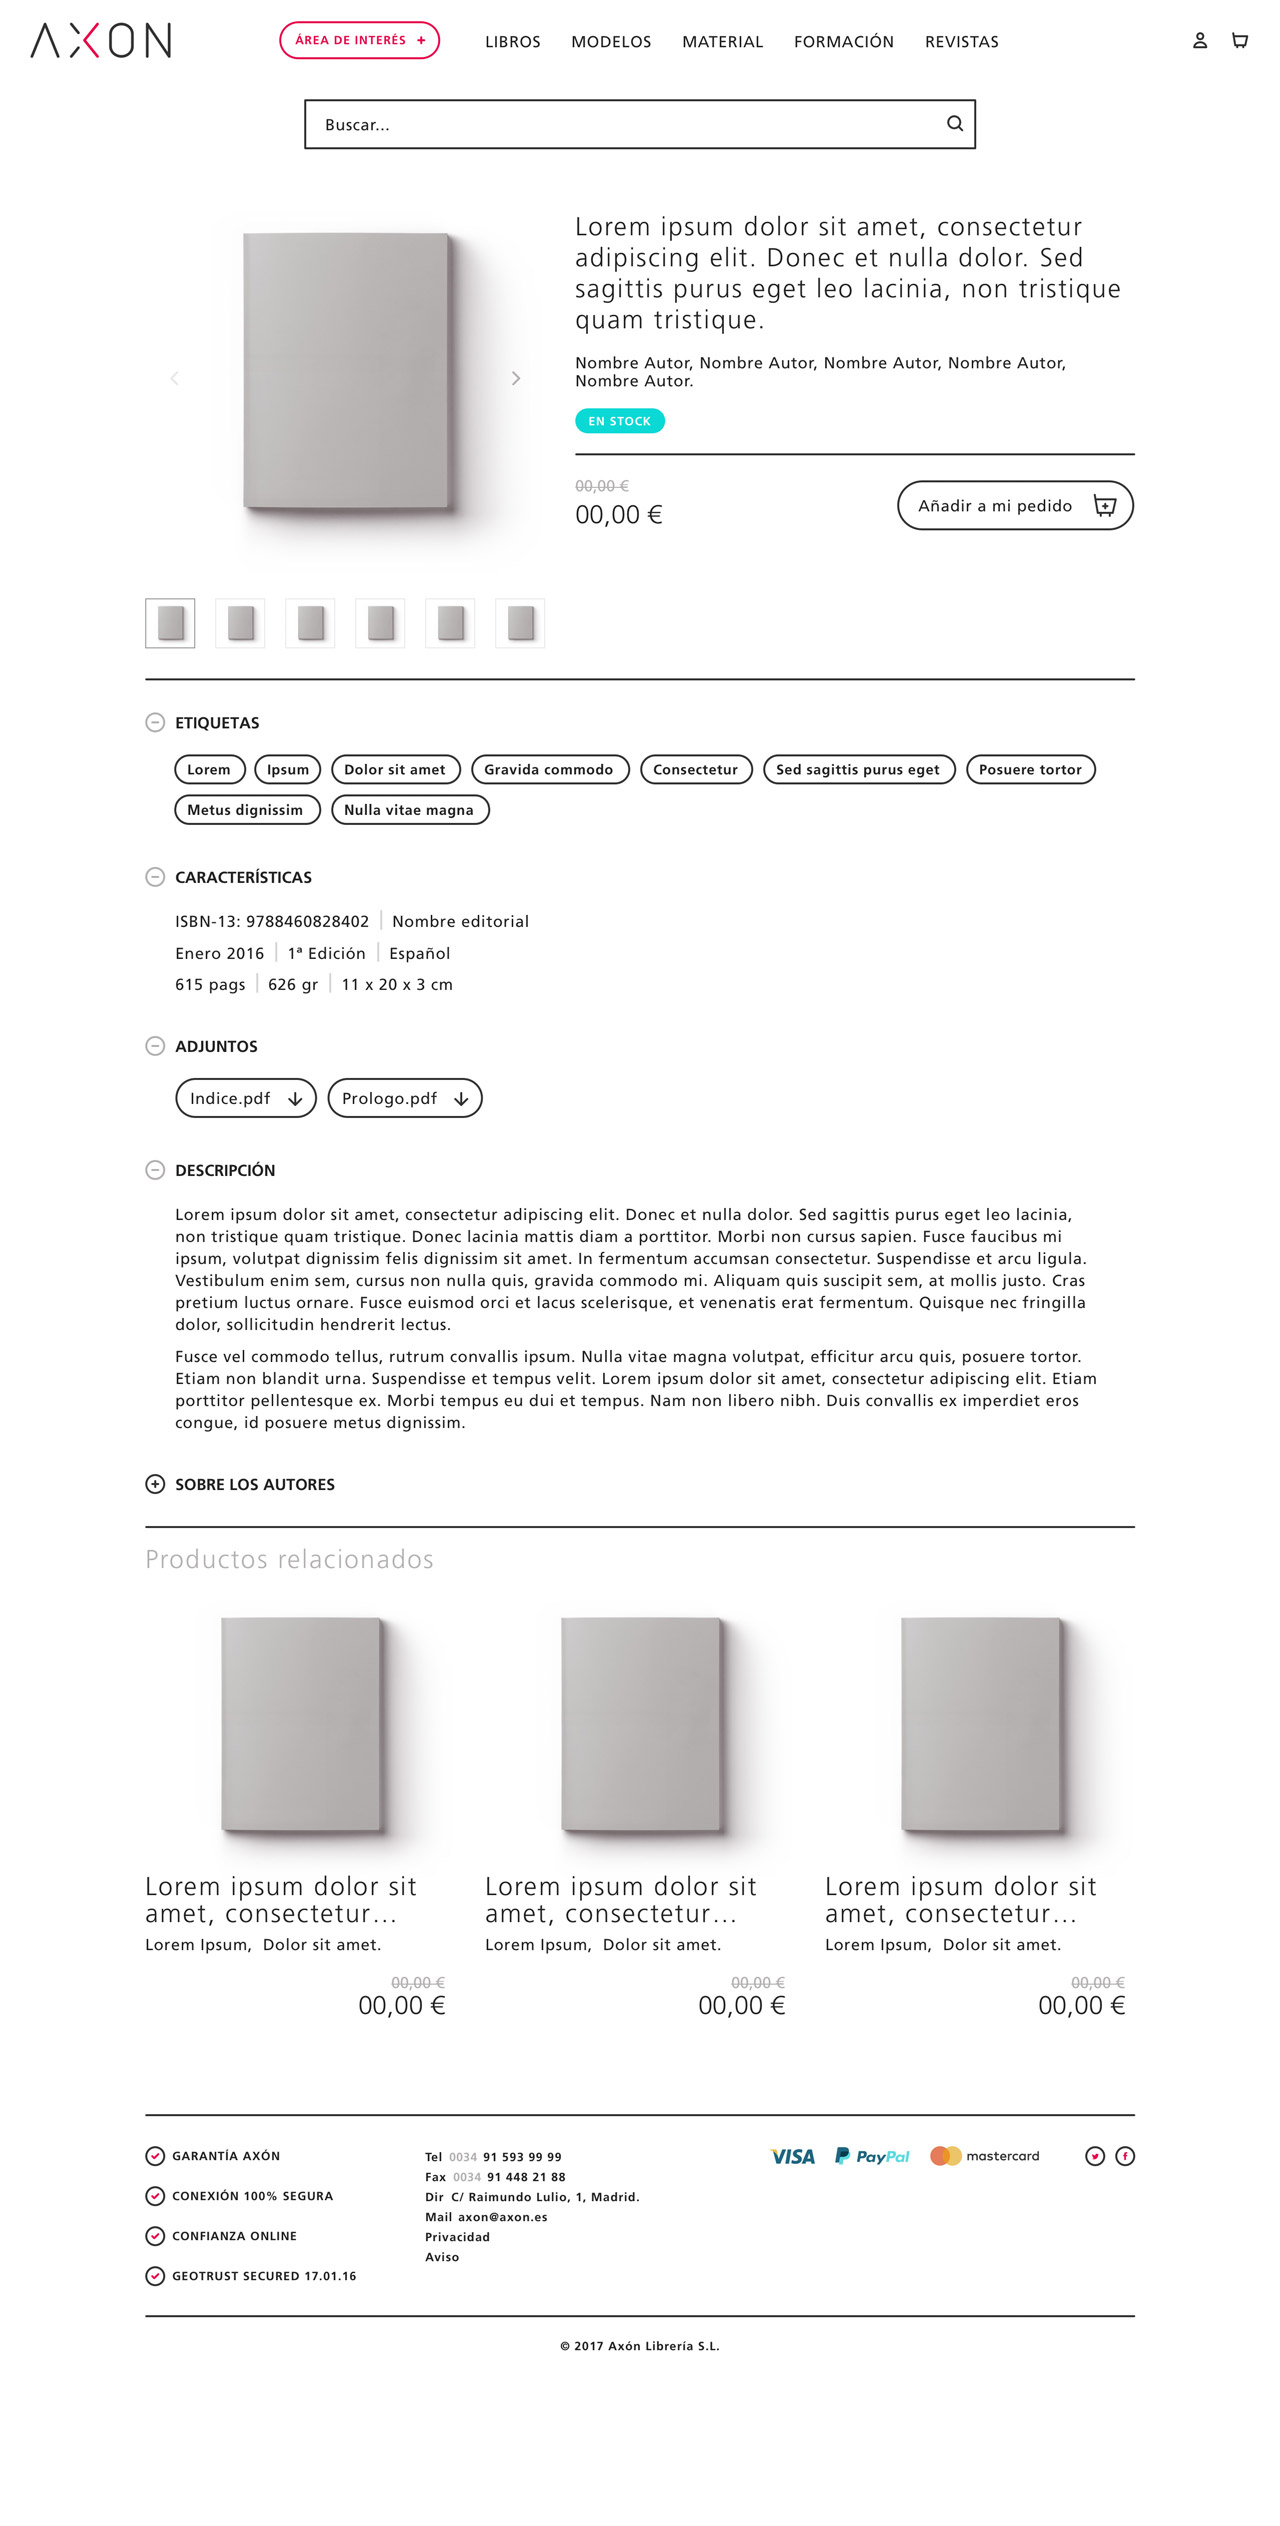 AXON
ÁREA DE INTERÉS +
LIBROS
MODELOS
MATERIAL
FORMACIÓN
REVISTAS
Buscar...
Lorem ipsum dolor sit amet, consectetur
adipiscing elit. Donec et nulla dolor. Sed
sagittis purus eget leo lacinia, non tristique
quam tristique.
Nombre Autor, Nombre Autor, Nombre Autor, Nombre Autor,
Nombre Autor.
EN STOCK
00,00 €
00,00 €
Añadir a mi pedido
ETIQUETAS
Lorem
Ipsum
Dolor sit amet
Gravida commodo
Consectetur
Sed sagittis purus eget
Posuere tortor
Metus dignissim
Nulla vitae magna
CARACTERÍSTICAS
ISBN-13: 9788460828402 | Nombre editorial
Enero 2016 | 1ª Edición | Español
615 pags | 626 gr | 11 x 20 x 3 cm
ADJUNTOS
Indice.pdf
Prologo.pdf
DESCRIPCIÓN
Lorem ipsum dolor sit amet, consectetur adipiscing elit. Donec et nulla dolor. Sed sagittis purus eget leo lacinia,
non tristique quam tristique. Donec lacinia mattis diam a porttitor. Morbi non cursus sapien. Fusce faucibus mi
ipsum, volutpat dignissim felis dignissim sit amet. In fermentum accumsan consectetur. Suspendisse et arcu ligula.
Vestibulum enim sem, cursus non nulla quis, gravida commodo mi. Aliquam quis suscipit sem, at mollis justo. Cras
pretium luctus ornare. Fusce euismod orci et lacus scelerisque, et venenatis erat fermentum. Quisque nec fringilla
dolor, sollicitudin hendrerit lectus.
Fusce vel commodo tellus, rutrum convallis ipsum. Nulla vitae magna volutpat, efficitur arcu quis, posuere tortor.
Etiam non blandit urna. Suspendisse et tempus velit. Lorem ipsum dolor sit amet, consectetur adipiscing elit. Etiam
porttitor pellentesque ex. Morbi tempus eu dui et tempus. Nam non libero nibh. Duis convallis ex imperdiet eros
congue, id posuere metus dignissim.
SOBRE LOS AUTORES
Productos relacionados
Lorem ipsum dolor sit
amet, consectetur...
Lorem Ipsum, Dolor sit amet.
00,00 €
00,00 €
Lorem ipsum dolor sit
amet, consectetur...
Lorem Ipsum, Dolor sit amet.
00,00 €
00,00 €
Lorem ipsum dolor sit
amet, consectetur...
Lorem Ipsum, Dolor sit amet.
00,00 €
00,00 €
GARANTÍA AXÓN
CONEXIÓN 100% SEGURA
CONFIANZA ONLINE
GEOTRUST SECURED 17.01.16
Tel 0034 91 593 99 99
Fax 0034 91 448 21 88
Dir C/ Raimundo Lulio, 1, Madrid.
Mail axon@axon.es
Privacidad
Aviso
VISA
PayPal
mastercard
© 2017 Axón Librería S.L.